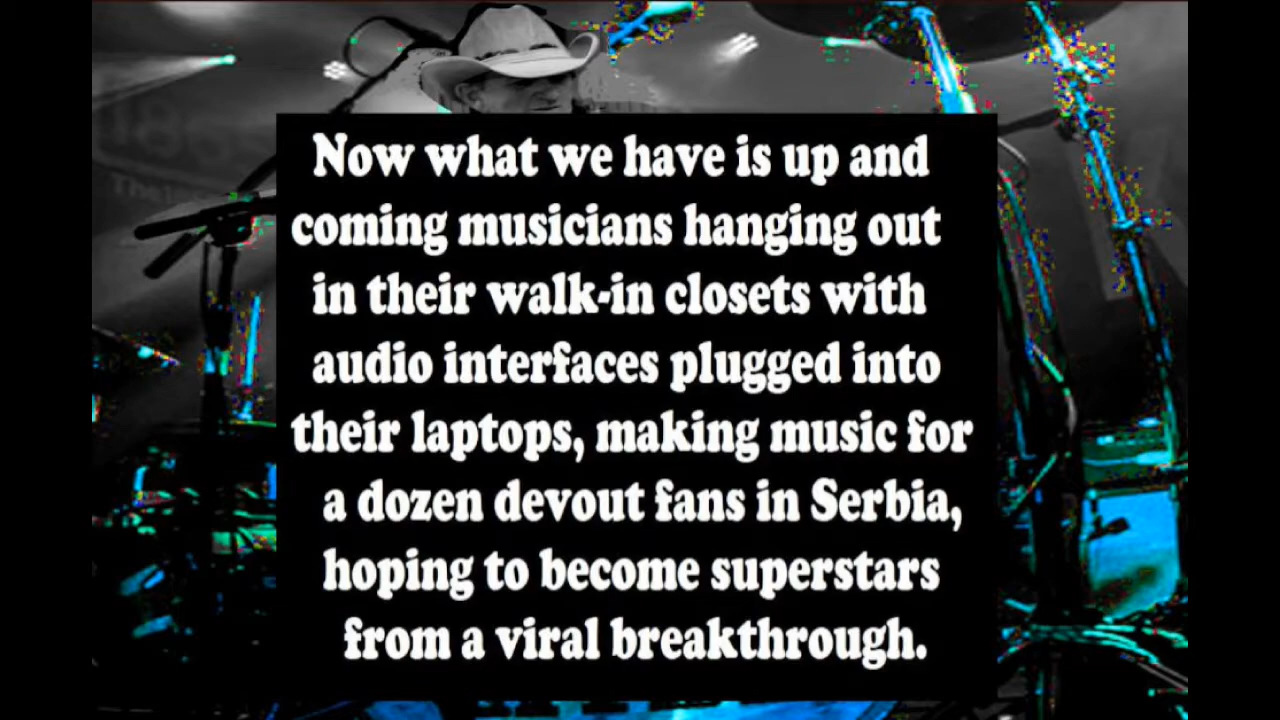 Now what we have is up and
coming musicians hanging out
in their walk-in closets with
audio interfaces plugged into
their laptops, making music for
a dozen devout fans in Serbia,
hoping to become superstars
from a viral breakthrough.